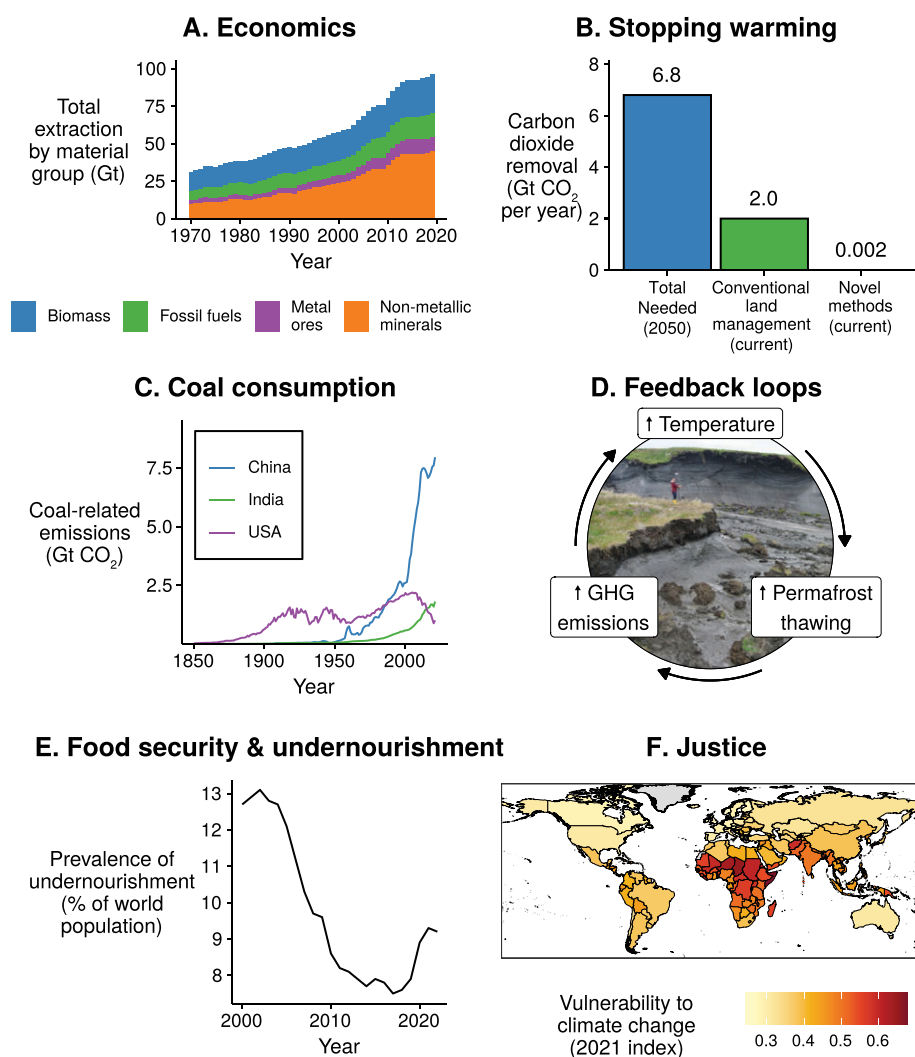 A. Economics
Total
extraction
by material
group (Gt)
100
75
50
25
0
1970 1980 1990 2000 2010 2020
Year
Biomass
Fossil fuels
Metal
ores
Non-metallic
minerals
B. Stopping warming
Carbon
dioxide
removal
(Gt CO2
per year)
8
6
4
2
0
6.8
2.0
0.002
Total
Needed
(2050)
Conventional
land
management
(current)
Novel
methods
(current)
C. Coal consumption
Coal-related
emissions
(Gt CO2)
7.5
5.0
2.5
China
India
USA
1850 1900 1950 2000
Year
D. Feedback loops
↑ Temperature
↑ Permafrost
thawing
↑ GHG
emissions
E. Food security & undernourishment
Prevalence of
undernourishment
(% of world
population)
13
12
11
10
9
8
2000 2010 2020
Year
F. Justice
Vulnerability to
climate change
(2021 index)
0.3 0.4 0.5 0.6